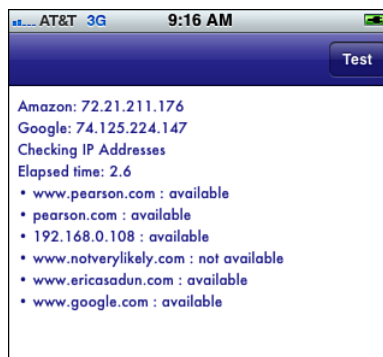 AT&T 3G 9:16 AM
Test
Amazon: 72.21.211.176
Google: 74.125.224.147
Checking IP Addresses
Elapsed time: 2.6
• www.pearson.com : available
• pearson.com : available
• 192.168.0.108 : available
• www.notverylikely.com : not available
• www.ericasadun.com : available
• www.google.com : available